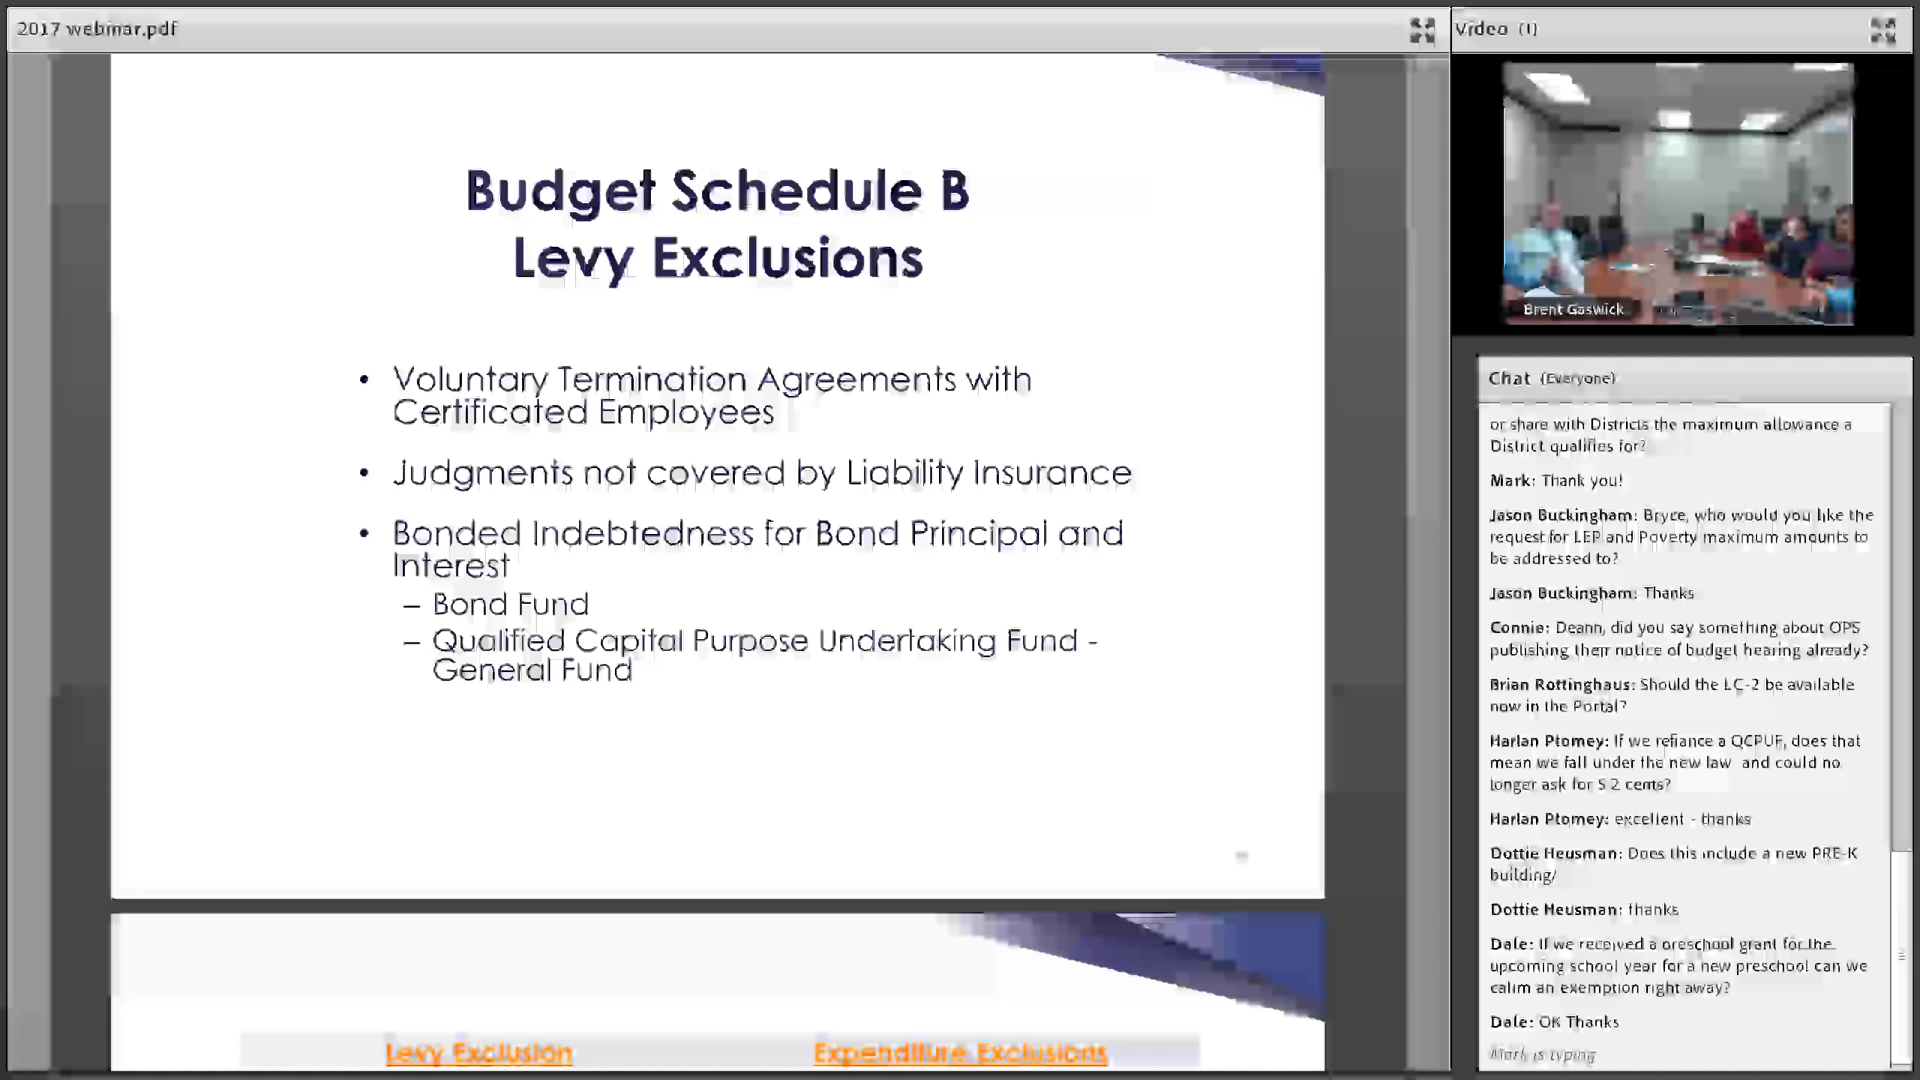 2017 webinar.pdf
Budget Schedule B
Levy Exclusions
• Voluntary Termination Agreements with
Certificated Employees
• Judgments not covered by Liability Insurance
• Bonded Indebtedness for Bond Principal and
Interest
– Bond Fund
– Qualified Capital Purpose Undertaking Fund -
General Fund
Levy Exclusion
Expenditure Exclusions
Video (1)
Brent Gaswick
Chat (Everyone)
or share with Districts the maximum allowance a
District qualifies for?
Mark: Thank you!
Jason Buckingham: Bryce, who would you like the
request for LEP and Poverty maximum amounts to
be addressed to?
Jason Buckingham: Thanks
Connie: Deann, did you say something about OPS
publishing their notice of budget hearing already?
Brian Rottinghaus: Should the LC-2 be available
now in the Portal?
Harlan Ptomey: If we refiance a QCPUF, does that
mean we fall under the new law and could no
longer ask for 5.2 cents?
Harlan Ptomey: excellent - thanks
Dottie Heusman: Does this include a new PRE-K
building/
Dottie Heusman: thanks
Dale: If we received a preschool grant for the
upcoming school year for a new preschool can we
calim an exemption right away?
Dale: OK Thanks
Mark is typing